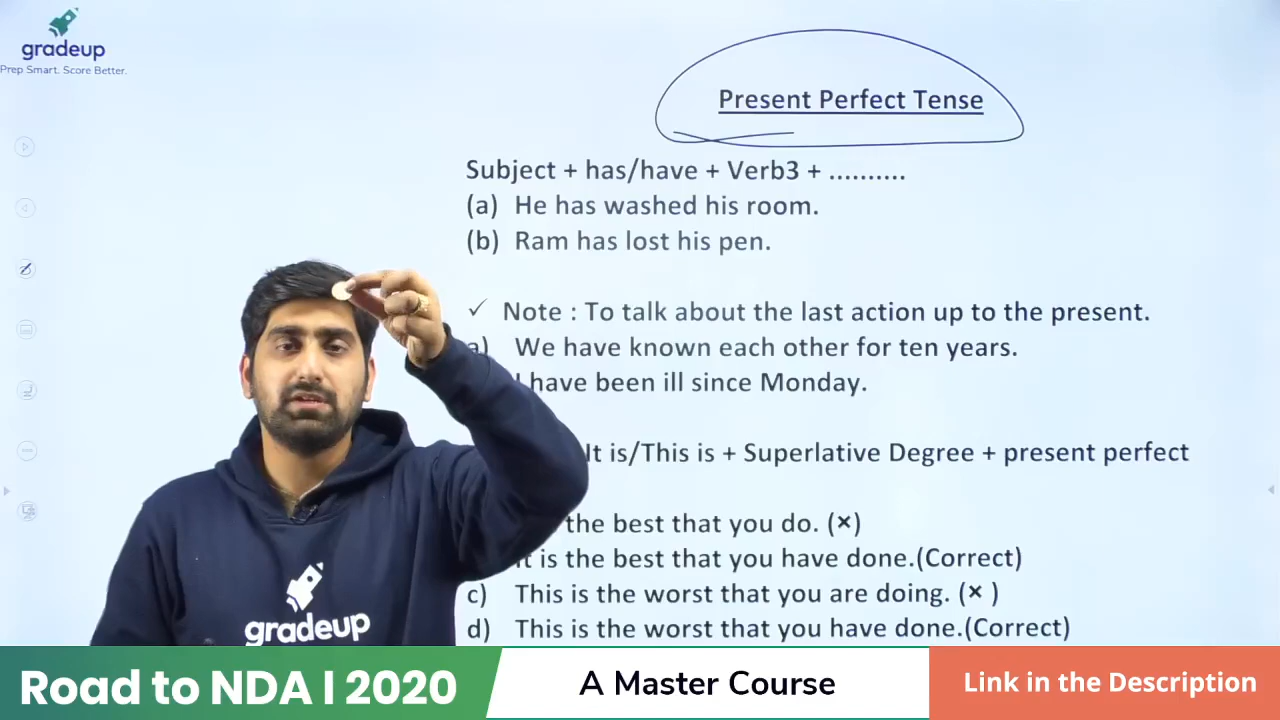 gradeup
Prep Smart. Score Better.
Present Perfect Tense
Subject + has/have + Verb3 + ..........
(a) He has washed his room.
(b) Ram has lost his pen.
✓ Note : To talk about the last action up to the present.
a) We have known each other for ten years.
I have been ill since Monday.
It is/This is + Superlative Degree + present perfect
the best that you do. (×)
It is the best that you have done.(Correct)
c) This is the worst that you are doing. (× )
d) This is the worst that you have done.(Correct)
gradeup
Road to NDA I 2020
A Master Course
Link in the Description